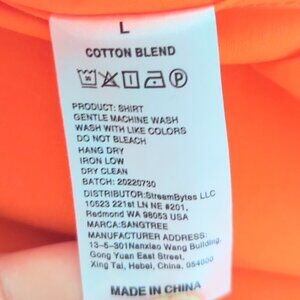 L
COTTON BLEND
PRODUCT: SHIRT
GENTLE MACHINE WASH
WASH WITH LIKE COLORS
DO NOT BLEACH
HANG DRY
IRON LOW
DRY CLEAN
BATCH: 20220730
DISTRIBUTOR:StreamBytes LLC
10523 221st LN NE #201,
Redmond WA 98053 USA
MARCA:SANGTREE
MANUFACTURER ADDRESS:
13-5-301Nanxiao Wang Building,
Gong Yuan East Street,
Xing Tai, Hebei, China, 054000
MADE IN CHINA